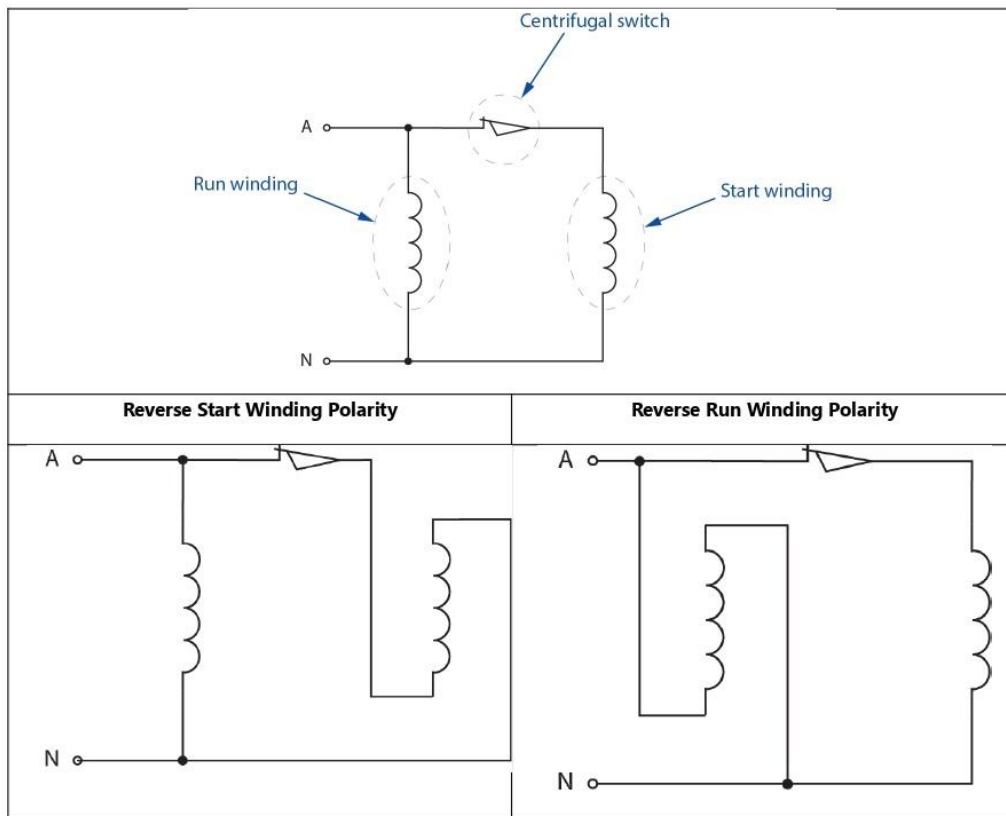 Centrifugal switch
A
Run winding
Start winding
N
Reverse Start Winding Polarity
Reverse Run Winding Polarity
A
A
N
N